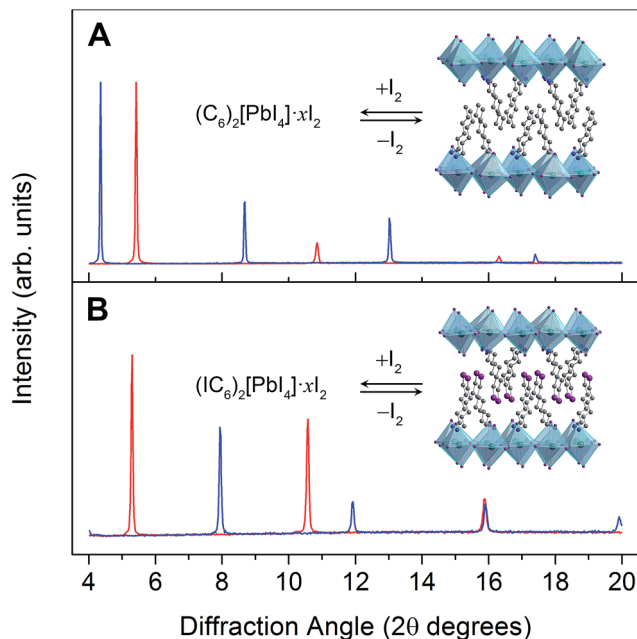 A
+I₂
(C₆)₂[PbI₄]·xI₂
–I₂
B
+I₂
(IC₆)₂[PbI₄]·xI₂
–I₂
Intensity (arb. units)
4 6 8 10 12 14 16 18 20
Diffraction Angle (2θ degrees)